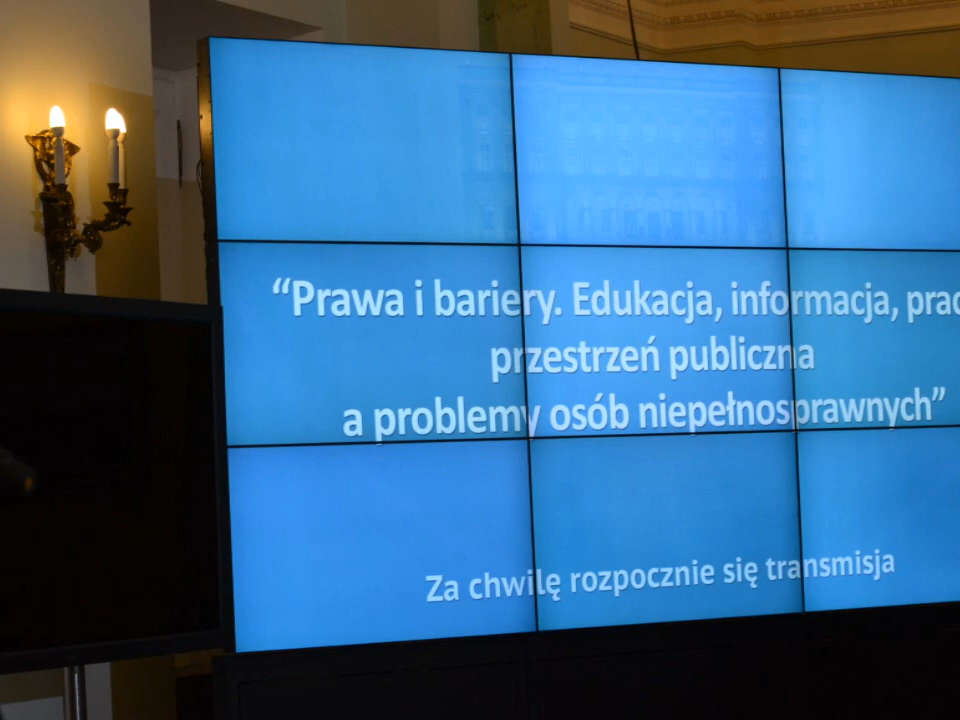 “Prawa i bariery. Edukacja, informacja, prac
przestrzeń publiczna
a problemy osób niepełnosprawnych”
Za chwilę rozpocznie się transmisja